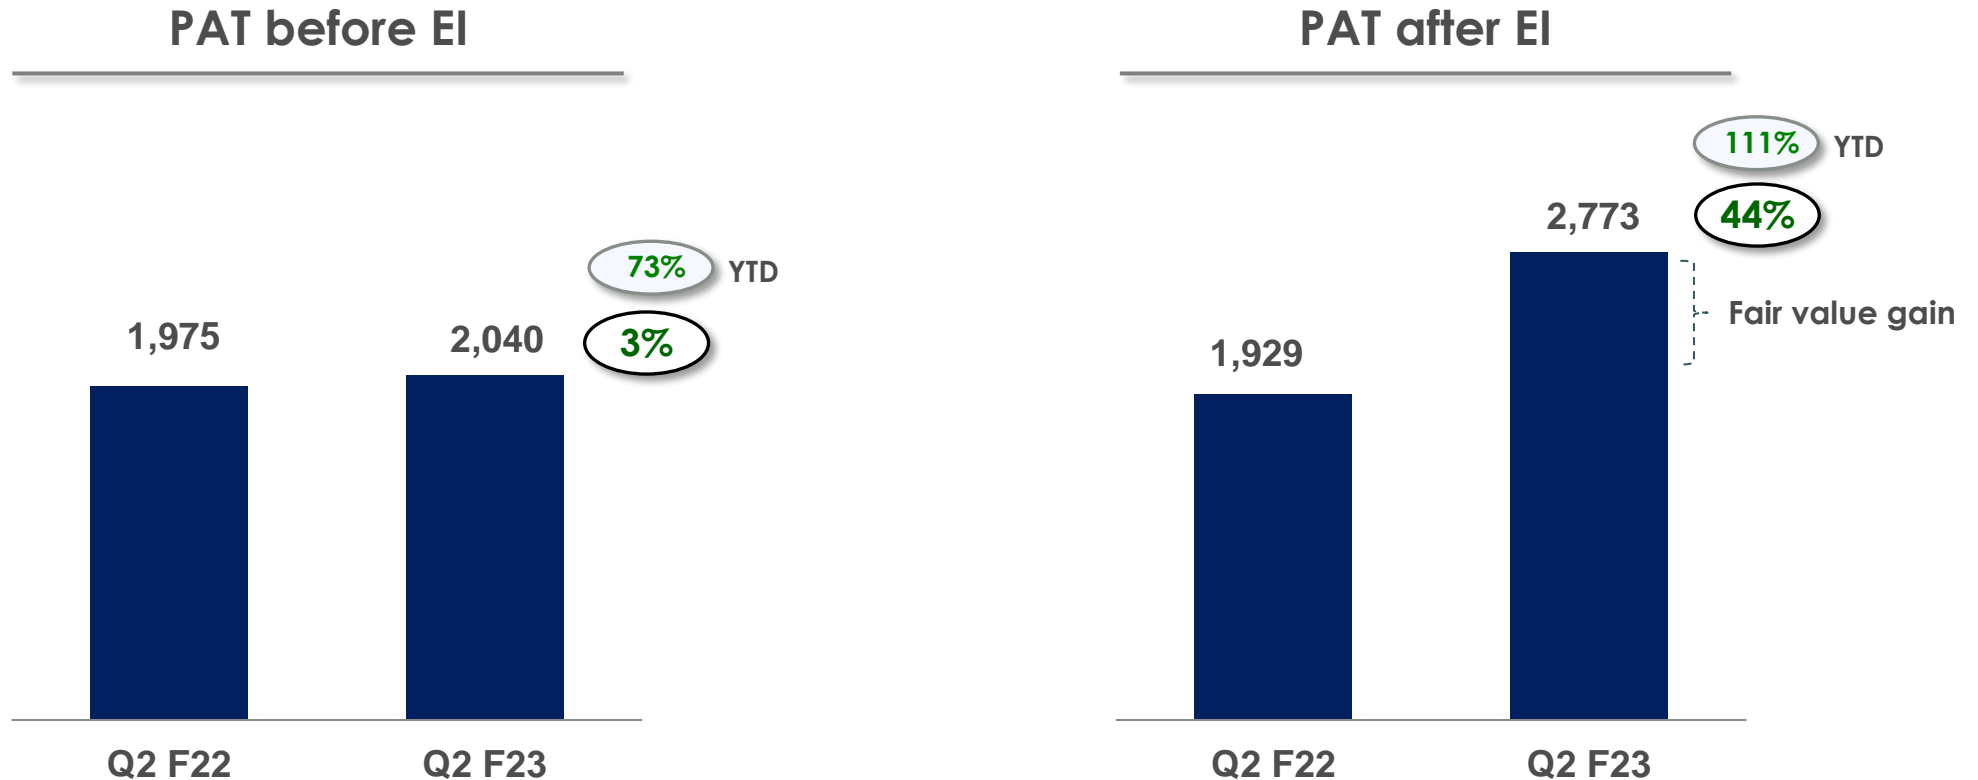 PAT before EI
73% YTD
3%
1,975
2,040
Q2 F22
Q2 F23
PAT after EI
111% YTD
44%
2,773
1,929
Fair value gain
Q2 F22
Q2 F23